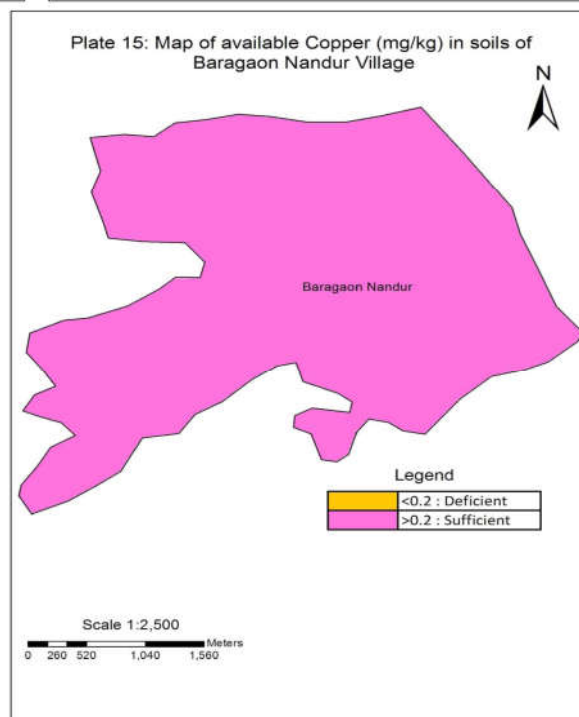 Plate 15: Map of available Copper (mg/kg) in soils of
Baragaon Nandur Village
N
Baragaon Nandur
Legend
<0.2 : Deficient
>0.2 : Sufficient
Scale 1:2,500
Meters
0 260 520 1,040 1,560